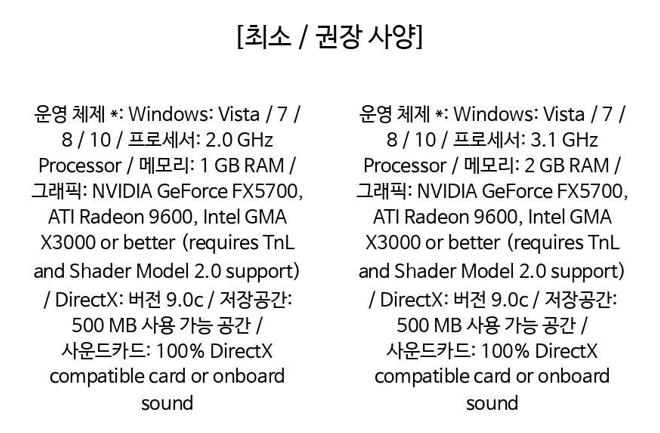 [최소 / 권장 사양]
운영 체제 *: Windows: Vista / 7 /
8 / 10 / 프로세서: 2.0 GHz
Processor / 메모리: 1 GB RAM /
그래픽: NVIDIA GeForce FX5700,
ATI Radeon 9600, Intel GMA
X3000 or better (requires TnL
and Shader Model 2.0 support)
/ DirectX: 버전 9.0c / 저장공간:
500 MB 사용 가능 공간 /
사운드카드: 100% DirectX
compatible card or onboard
sound
운영 체제 *: Windows: Vista / 7 /
8 / 10 / 프로세서: 3.1 GHz
Processor / 메모리: 2 GB RAM /
그래픽: NVIDIA GeForce FX5700,
ATI Radeon 9600, Intel GMA
X3000 or better (requires TnL
and Shader Model 2.0 support)
/ DirectX: 버전 9.0c / 저장공간:
500 MB 사용 가능 공간 /
사운드카드: 100% DirectX
compatible card or onboard
sound